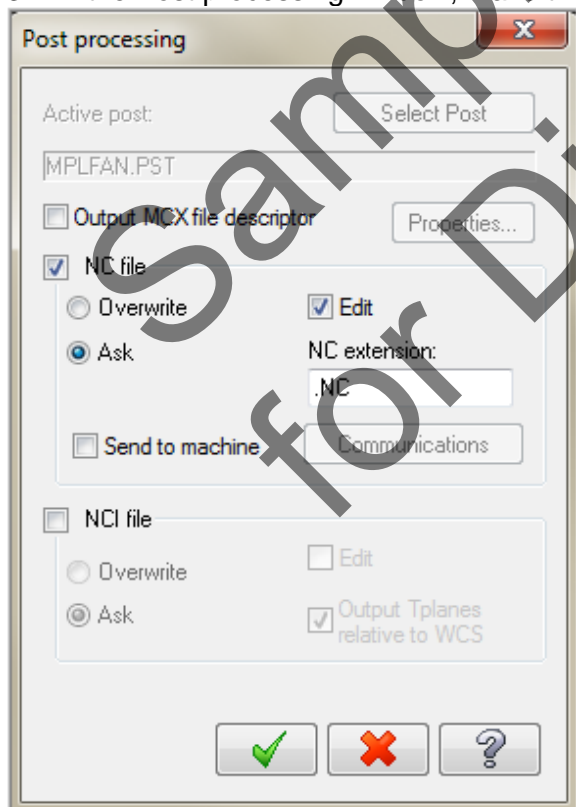 Post processing
Active post:
Select Post
MPLFAN.PST
Output MCX file descriptor
Properties...
NC file
Overwrite
Edit
Ask
NC extension:
.NC
Send to machine
Communications
NCI file
Overwrite
Edit
Ask
Output Tplanes
relative to WCS
for